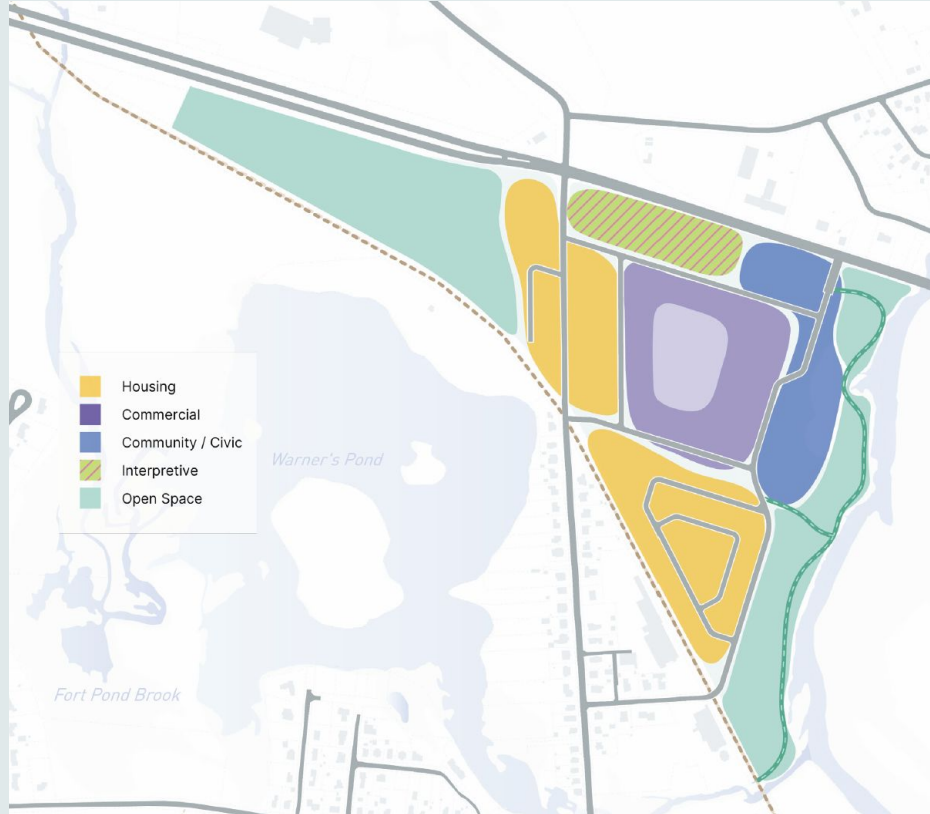 Housing
Commercial
Community / Civic
Interpretive
Open Space
Warner's Pond
Fort Pond Brook